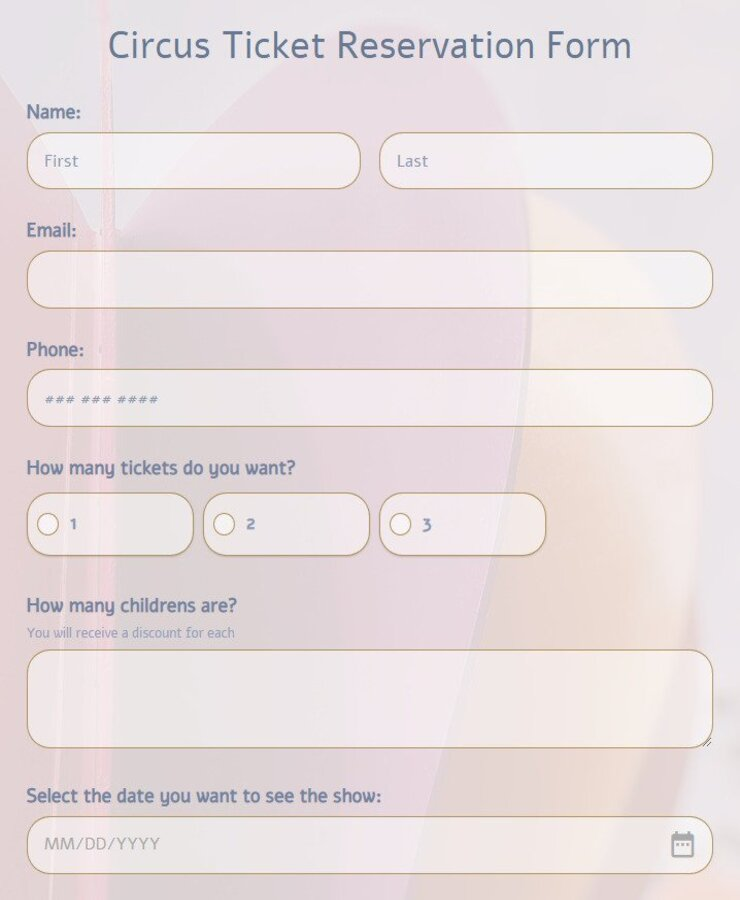 Circus Ticket Reservation Form
Name:
First Last
Email:
Phone:
### ### ####
How many tickets do you want?
1 2 3
How many childrens are?
You will receive a discount for each
Select the date you want to see the show:
MM/DD/YYYY